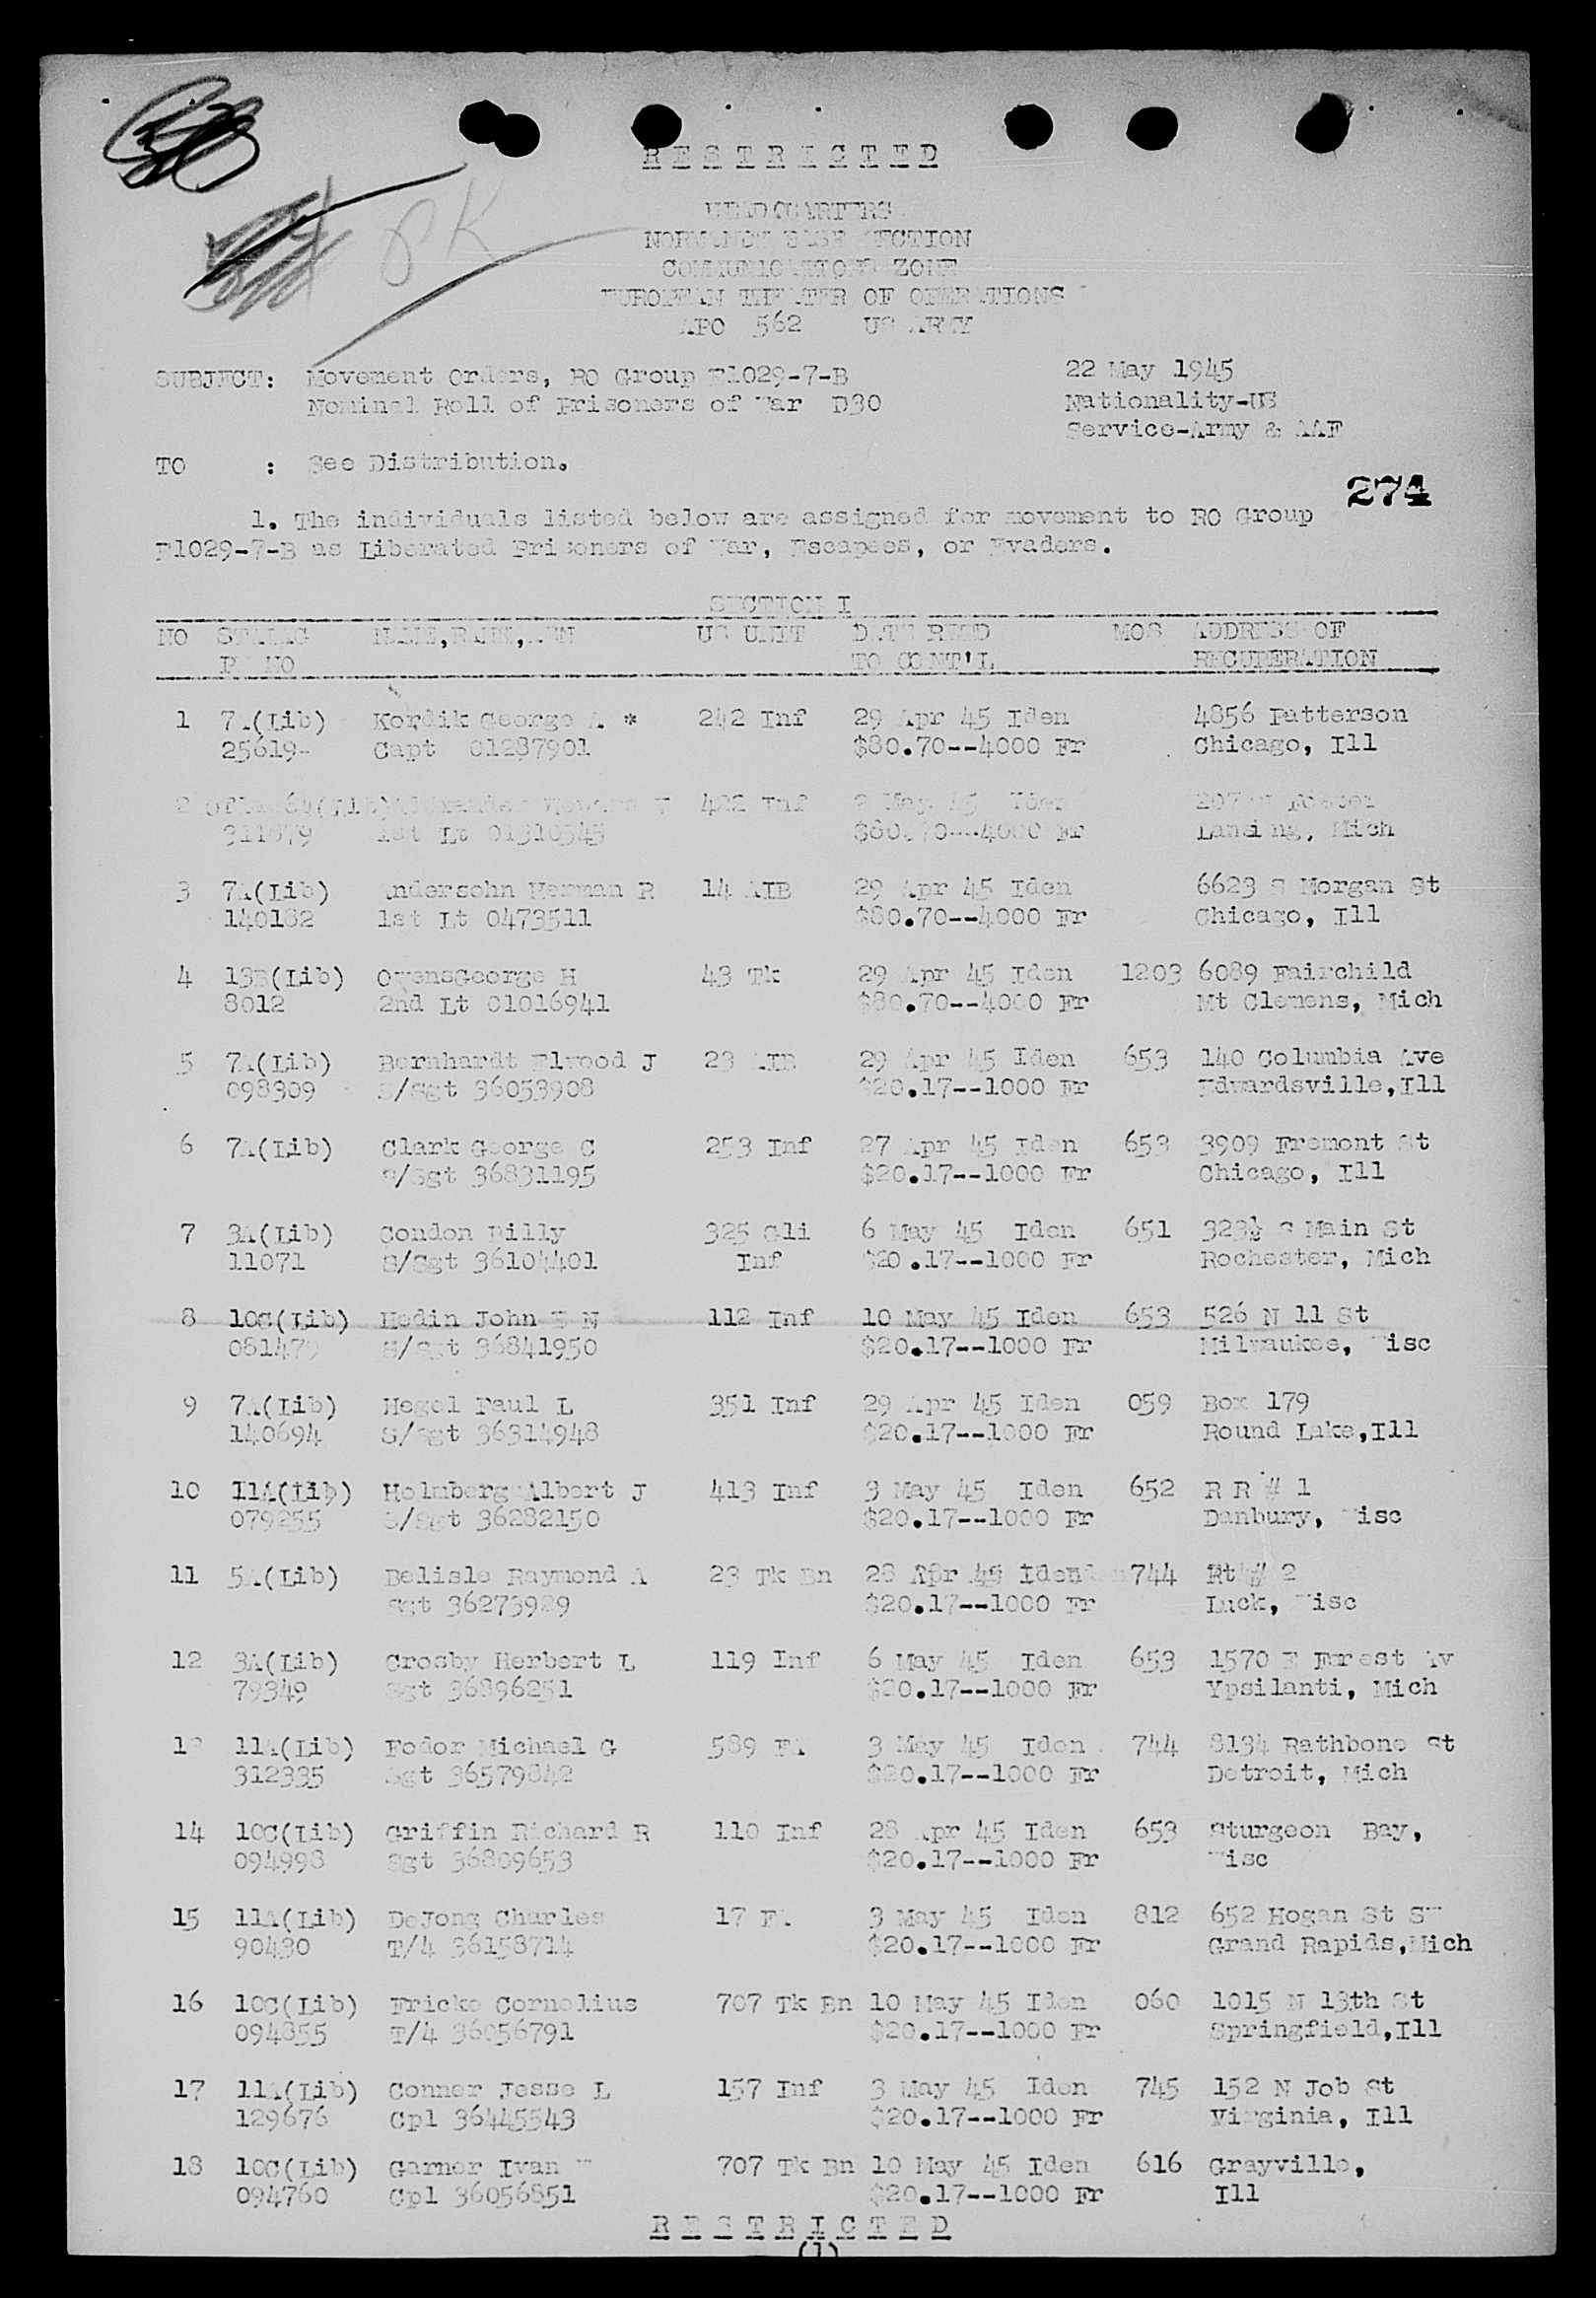 RESTRICTED
HEADQUARTERS
NORMANDY BASE SECTION
COMMUNICATIONS ZONE
EUROPEAN THEATER OF OPERATIONS
APO 562 US ARMY
SUBJECT: Movement Orders, RO Group F1029-7-B 22 May 1945
Nominal Roll of Prisoners of War D30 Nationality-US
Service-Army & AAF
TO : See Distribution.
274
1. The individuals listed below are assigned for movement to RO Group
F1029-7-B as Liberated Prisoners of War, Escapees, or Evaders.
SECTION I
NO STALAG NAME,RANK,ASN US UNIT DATE RETD MOS ADDRESS OF
PW NO TO CONT'L RECUPERATION
1 7A(Lib) Kordik George A * 242 Inf 29 Apr 45 Iden 4856 Patterson
25619- Capt 01287901 $80.70--4000 Fr Chicago, Ill
2 422 Inf 2 May 45 Iden
1st Lt $80.70--4000 Fr Lansing, Mich
3 7A(Lib) Andersohn Herman R 14 AIB 29 Apr 45 Iden 6623 S Morgan St
140182 1st Lt 0473511 $80.70--4000 Fr Chicago, Ill
4 13B(Lib) OwensGeorge H 43 Tk 29 Apr 45 Iden 1203 6089 Fairchild
8012 2nd Lt 01016941 $80.70--4000 Fr Mt Clemens, Mich
5 7A(Lib) Bernhardt Elwood J 23 AIB 29 Apr 45 Iden 653 140 Columbia Ave
098309 S/Sgt 36053908 $20.17--1000 Fr Edwardsville,Ill
6 7A(Lib) Clark George C 253 Inf 27 Apr 45 Iden 653 3909 Fremont St
S/Sgt 36831195 $20.17--1000 Fr Chicago, Ill
7 3A(Lib) Condon Billy 325 Gli 6 May 45 Iden 651 323½ S Main St
11071 S/Sgt 36104401 Inf $20.17--1000 Fr Rochester, Mich
8 10C(Lib) Hedin John E N 112 Inf 10 May 45 Iden 653 526 N 11 St
081479 S/Sgt 36841950 $20.17--1000 Fr Milwaukee, Wisc
9 7A(Lib) Hegel Paul L 351 Inf 29 Apr 45 Iden 059 Box 179
140694 S/Sgt 36314948 $20.17--1000 Fr Round Lake,Ill
10 11A(Lib) Holmberg Albert J 413 Inf 3 May 45 Iden 652 R R # 1
079255 S/Sgt 36282150 $20.17--1000 Fr Danbury, Wisc
11 5A(Lib) Belisle Raymond A 23 Tk Bn 28 Apr 45 Iden 744 Rt # 2
Sgt 36273929 $20.17--1000 Fr Luck, Wisc
12 3A(Lib) Crosby Herbert L 119 Inf 6 May 45 Iden 653 1570 E Forest Av
79349 Sgt 36896251 $20.17--1000 Fr Ypsilanti, Mich
13 11A(Lib) Fodor Michael G 589 FA 3 May 45 Iden 744 8134 Rathbone St
312335 Sgt 36579842 $20.17--1000 Fr Detroit, Mich
14 10C(Lib) Griffin Richard R 110 Inf 28 Apr 45 Iden 653 Sturgeon Bay,
094998 Sgt 36809653 $20.17--1000 Fr Wisc
15 11A(Lib) DeJong Charles 17 FA 3 May 45 Iden 812 652 Hogan St SW
90430 T/4 36158714 $20.17--1000 Fr Grand Rapids,Mich
16 10C(Lib) Fricke Cornelius 707 Tk Bn 10 May 45 Iden 060 1015 N 13th St
094855 T/4 36056791 $20.17--1000 Fr Springfield,Ill
17 11A(Lib) Conner Jesse L 157 Inf 3 May 45 Iden 745 152 N Job St
129676 Cpl 36445543 $20.17--1000 Fr Virginia, Ill
18 10C(Lib) Garner Ivan 707 Tk Bn 10 May 45 Iden 616 Grayville,
094760 Cpl 36056851 $20.17--1000 Fr Ill
RESTRICTED
(1)